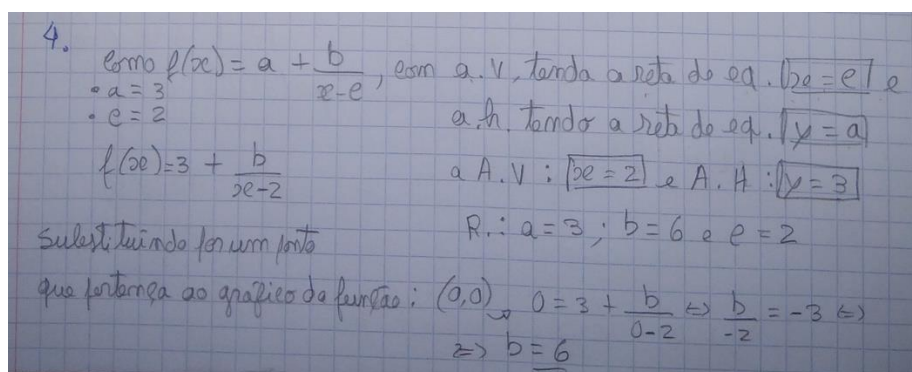 4.
Como f(x) = a + b/(x-c), com a.V, tendo a reta de eq. x = c e
• a = 3
a.h. tendo a reta de eq. y = a
• c = 2
f(x) = 3 + b/(x-2)
a A.V : x = 2 e A.H : y = 3
R.: a = 3 ; b = 6 e c = 2
Substituindo por um ponto
que pertença ao gráfico da função : (0,0) → 0 = 3 + b/(0-2) <=> b/-2 = -3 <=>
<=> b = 6